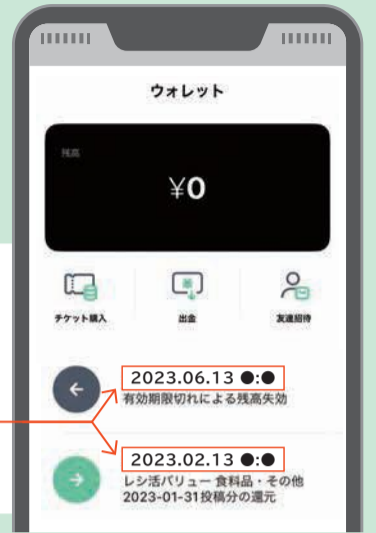 ウォレット
残高
¥0
チケット購入
出金
友達招待
2023.06.13 ●:●
有効期限切れによる残高失効
2023.02.13 ●:●
レシ活バリュー 食料品・その他
2023-01-31投稿分の還元